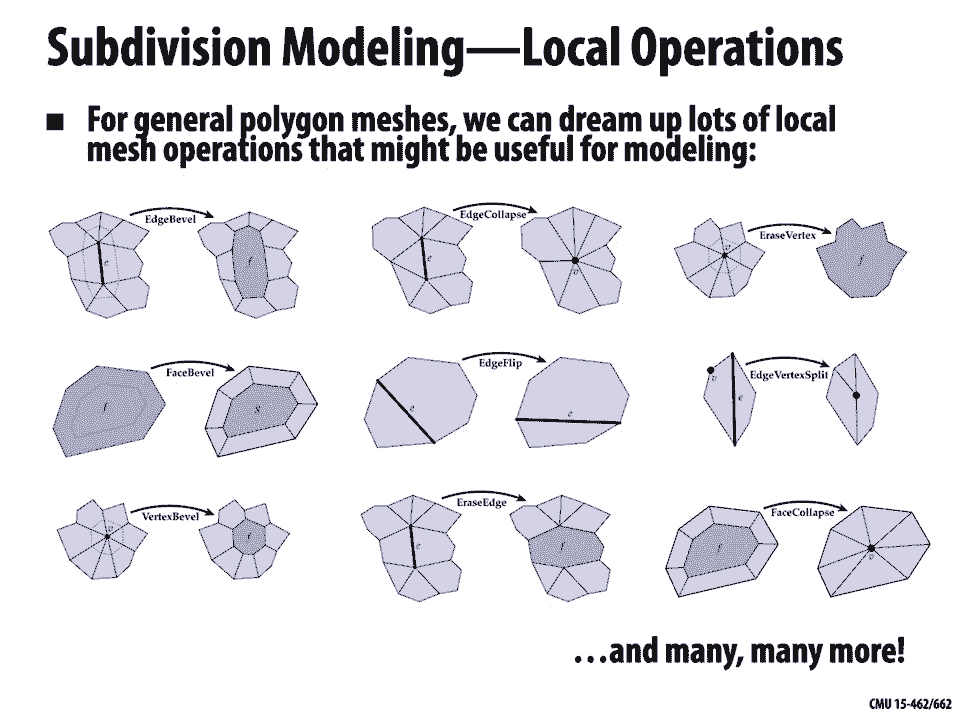 Subdivision Modeling—Local Operations
■ For general polygon meshes, we can dream up lots of local
mesh operations that might be useful for modeling:
EdgeBevel
e
f
EdgeCollapse
e
v
EraseVertex
v
f
FaceBevel
f
g
EdgeFlip
e
e
EdgeVertexSplit
v
e
VertexBevel
v
f
EraseEdge
e
f
FaceCollapse
f
v
…and many, many more!
CMU 15-462/662